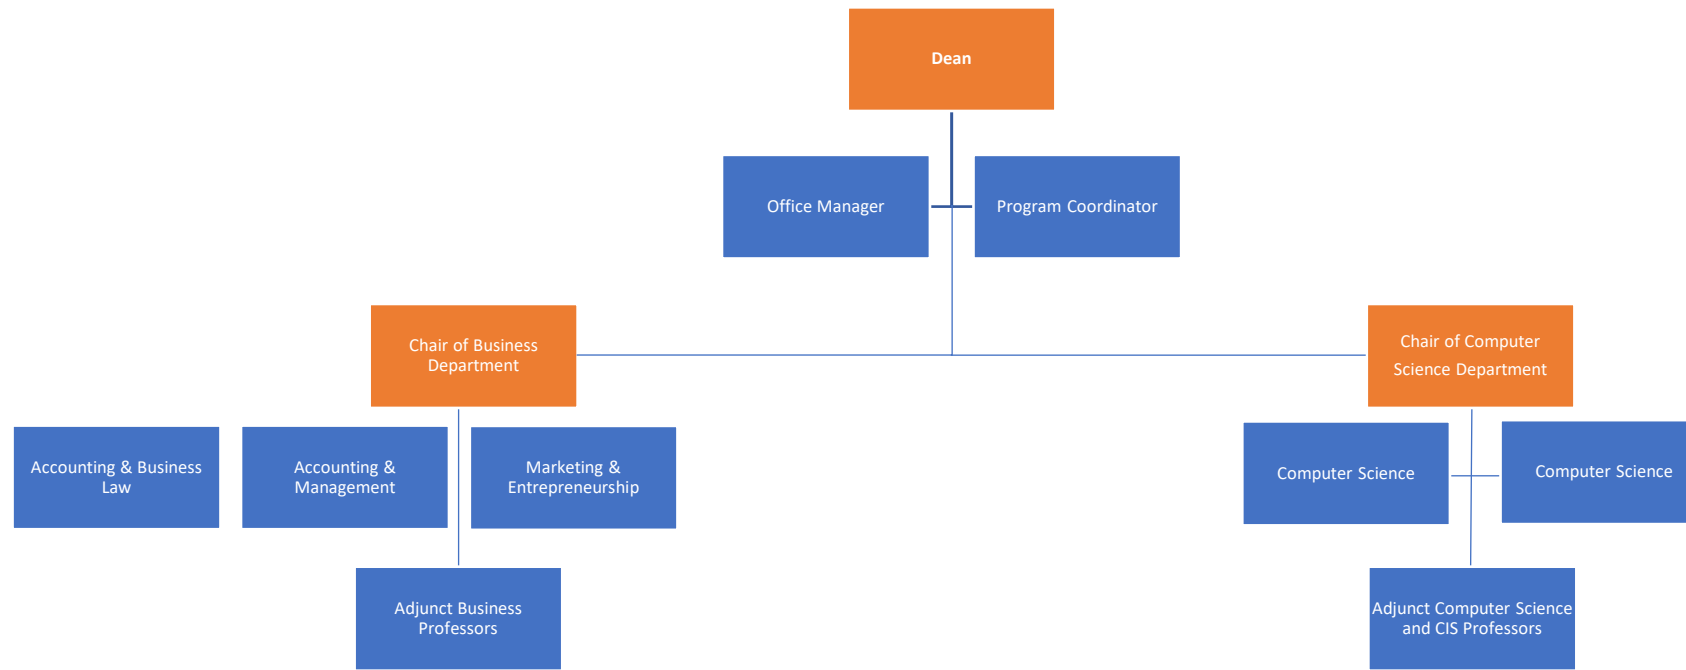 Dean
Office Manager
Program Coordinator
Chair of Business
Department
Chair of Computer
Science Department
Accounting & Business
Law
Accounting &
Management
Marketing &
Entrepreneurship
Computer Science
Computer Science
Adjunct Business
Professors
Adjunct Computer Science
and CIS Professors